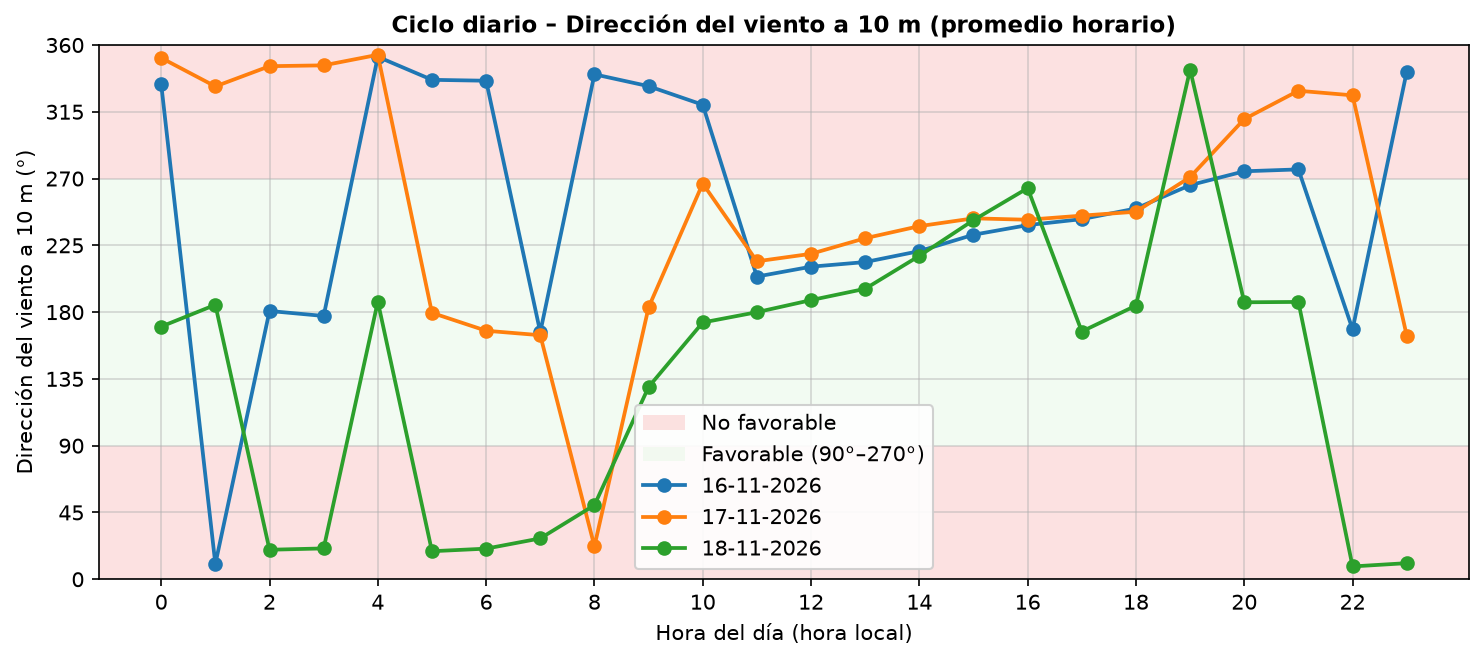 Ciclo diario – Dirección del viento a 10 m (promedio horario)
Dirección del viento a 10 m (°)
360
315
270
225
180
135
90
45
0
No favorable
Favorable (90°–270°)
16-11-2026
17-11-2026
18-11-2026
0 2 4 6 8 10 12 14 16 18 20 22
Hora del día (hora local)